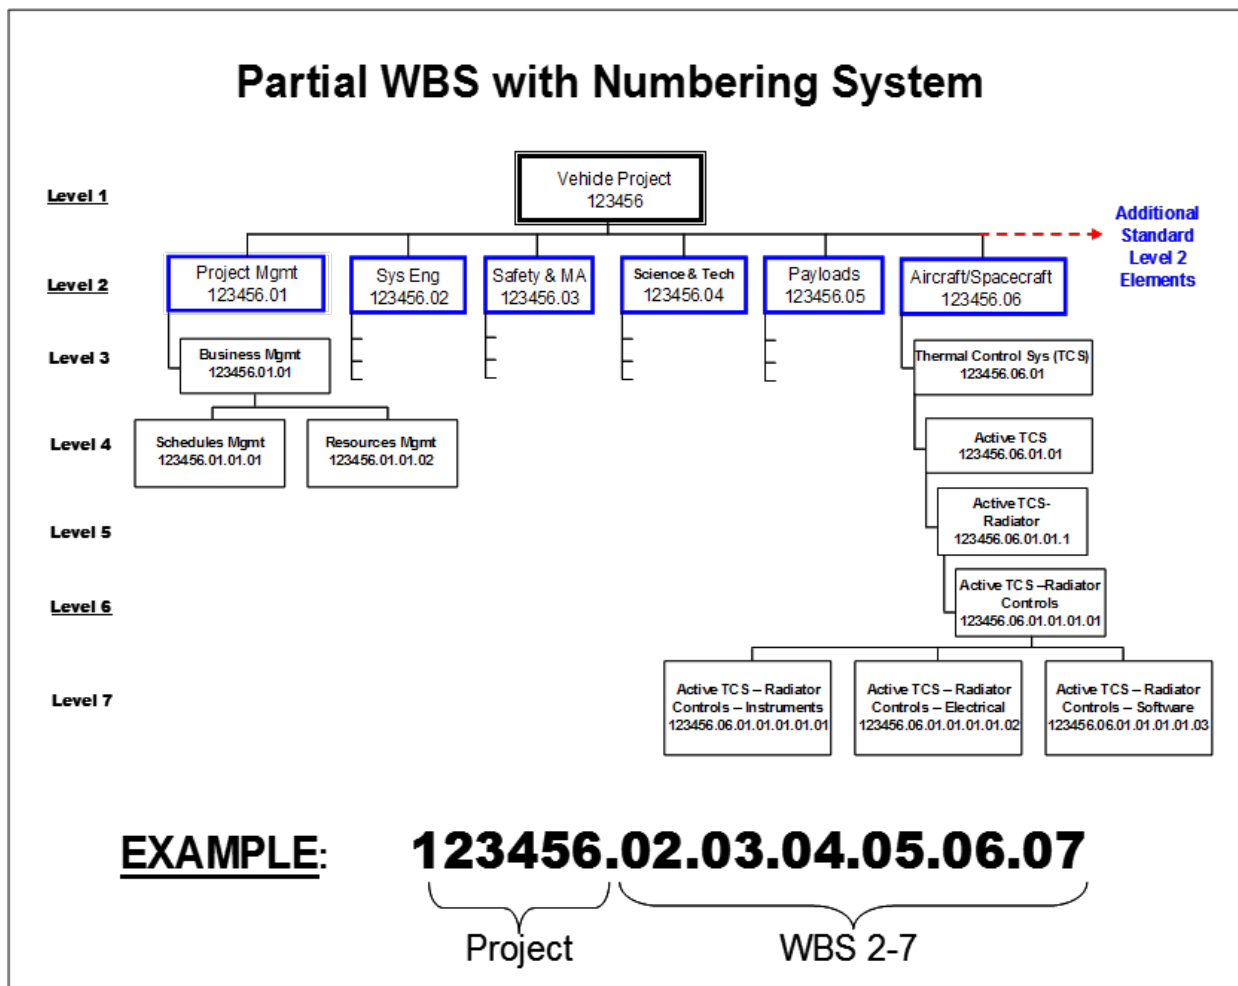 Partial WBS with Numbering System
Level 1
Vehicle Project
123456
Additional
Standard
Level 2
Elements
Level 2
Project Mgmt
123456.01
Sys Eng
123456.02
Safety & MA
123456.03
Science & Tech
123456.04
Payloads
123456.05
Aircraft/Spacecraft
123456.06
Level 3
Business Mgmt
123456.01.01
Thermal Control Sys (TCS)
123456.06.01
Level 4
Schedules Mgmt
123456.01.01.01
Resources Mgmt
123456.01.01.02
Active TCS
123456.06.01.01
Level 5
Active TCS-
Radiator
123456.06.01.01.1
Level 6
Active TCS –Radiator
Controls
123456.06.01.01.01.01
Level 7
Active TCS – Radiator
Controls – Instruments
123456.06.01.01.01.01.01
Active TCS – Radiator
Controls – Electrical
123456.06.01.01.01.01.02
Active TCS – Radiator
Controls – Software
123456.06.01.01.01.01.03
EXAMPLE: 123456.02.03.04.05.06.07
Project
WBS 2-7